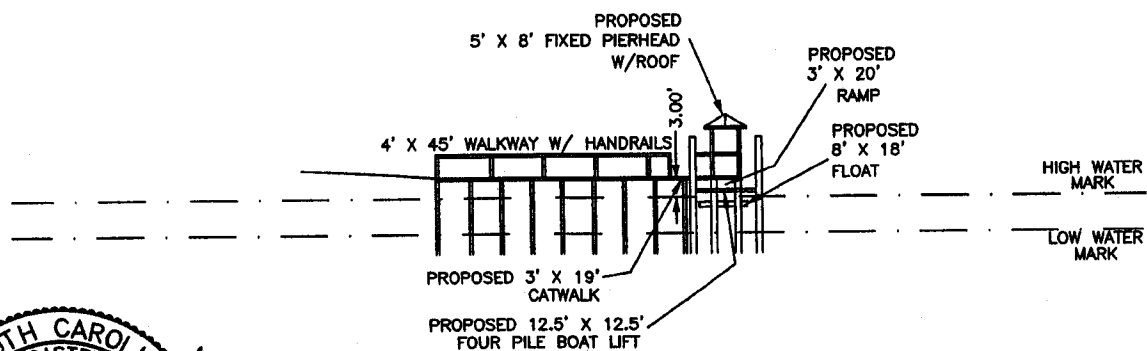 PROPOSED
5' X 8' FIXED PIERHEAD
W/ROOF
PROPOSED
3' X 20'
RAMP
3.00'
4' X 45' WALKWAY W/ HANDRAILS
PROPOSED
8' X 18'
FLOAT
HIGH WATER
MARK
LOW WATER
MARK
PROPOSED 3' X 19'
CATWALK
PROPOSED 12.5' X 12.5'
FOUR PILE BOAT LIFT